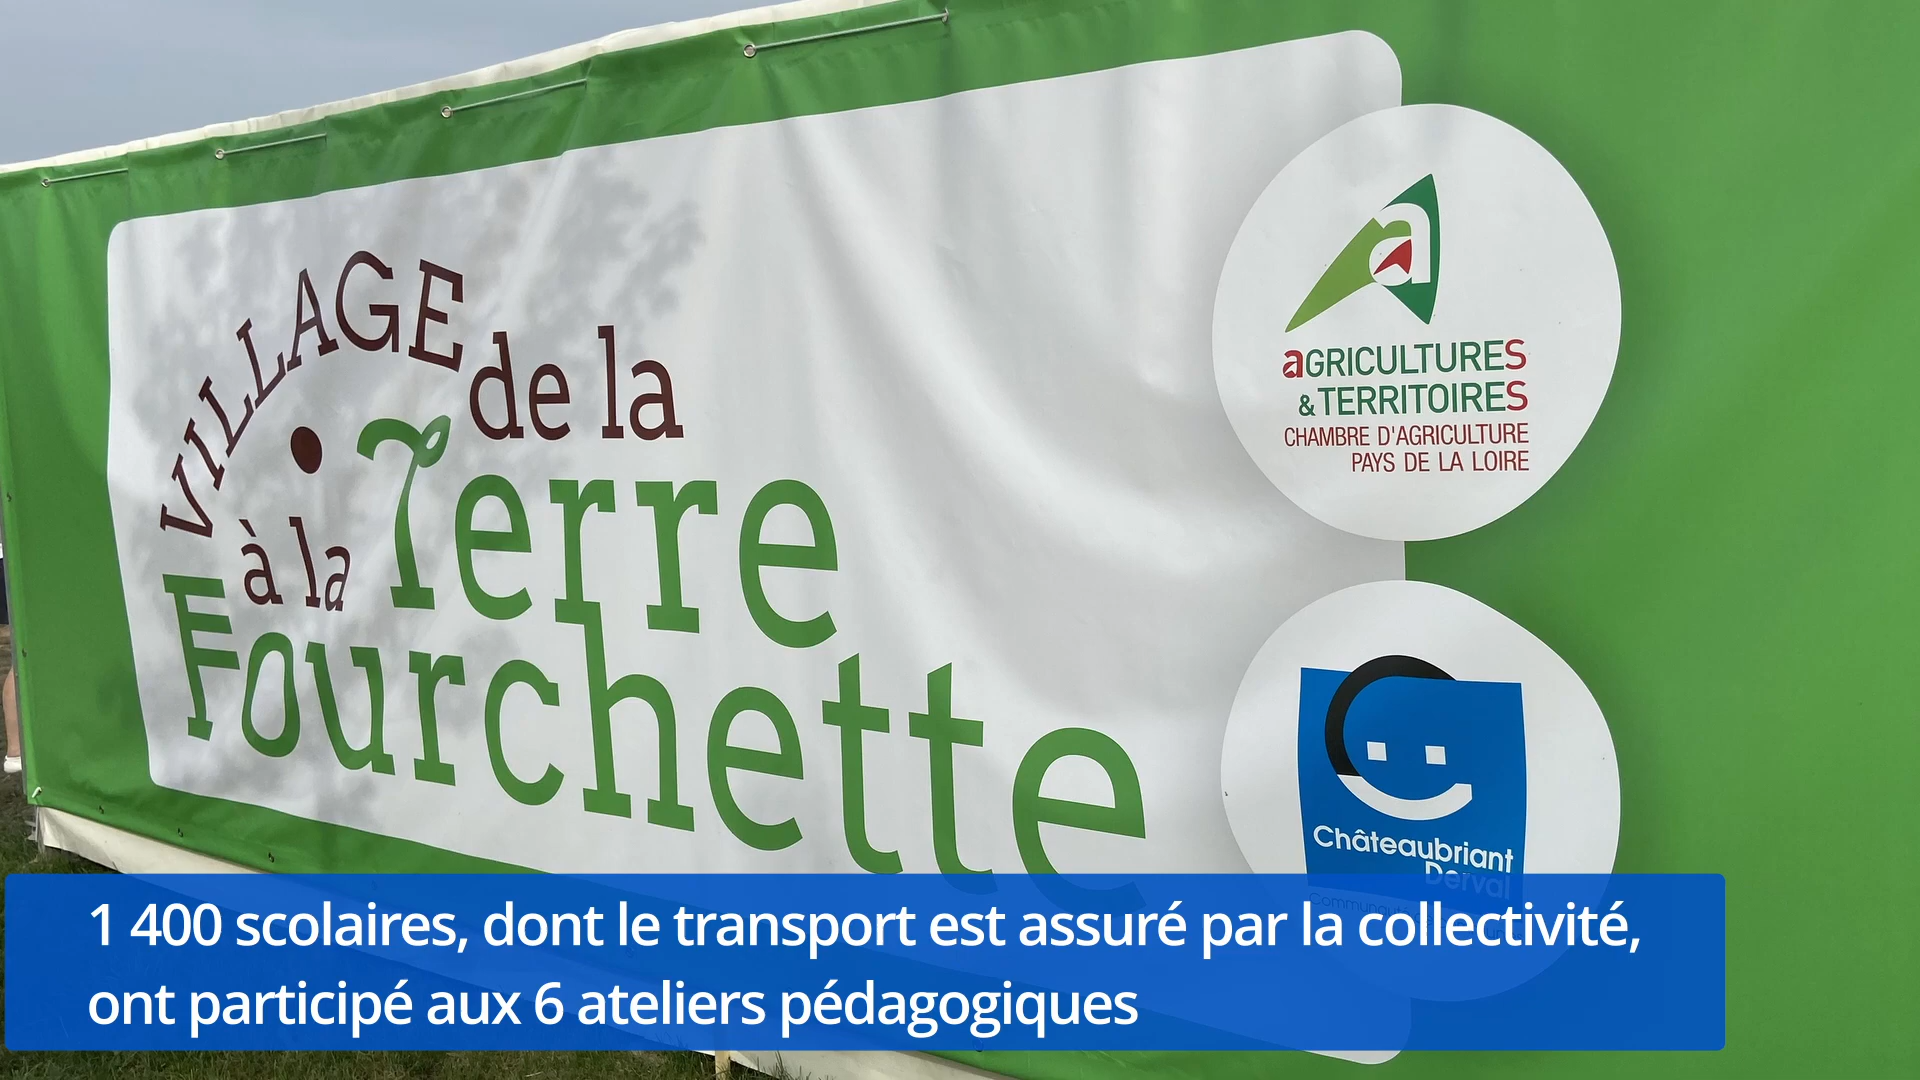 VILLAGE de la
Terre
à la
Fourchette
aGRICULTURES
& TERRITOIRES
CHAMBRE D'AGRICULTURE
PAYS DE LA LOIRE
Châteaubriant
Derval
1 400 scolaires, dont le transport est assuré par la collectivité,
ont participé aux 6 ateliers pédagogiques